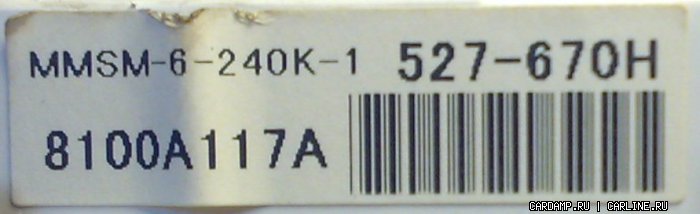 MMSM-6-240K-1 527-670H
8100A117A
CARDAMP.RU | CARLINE.RU